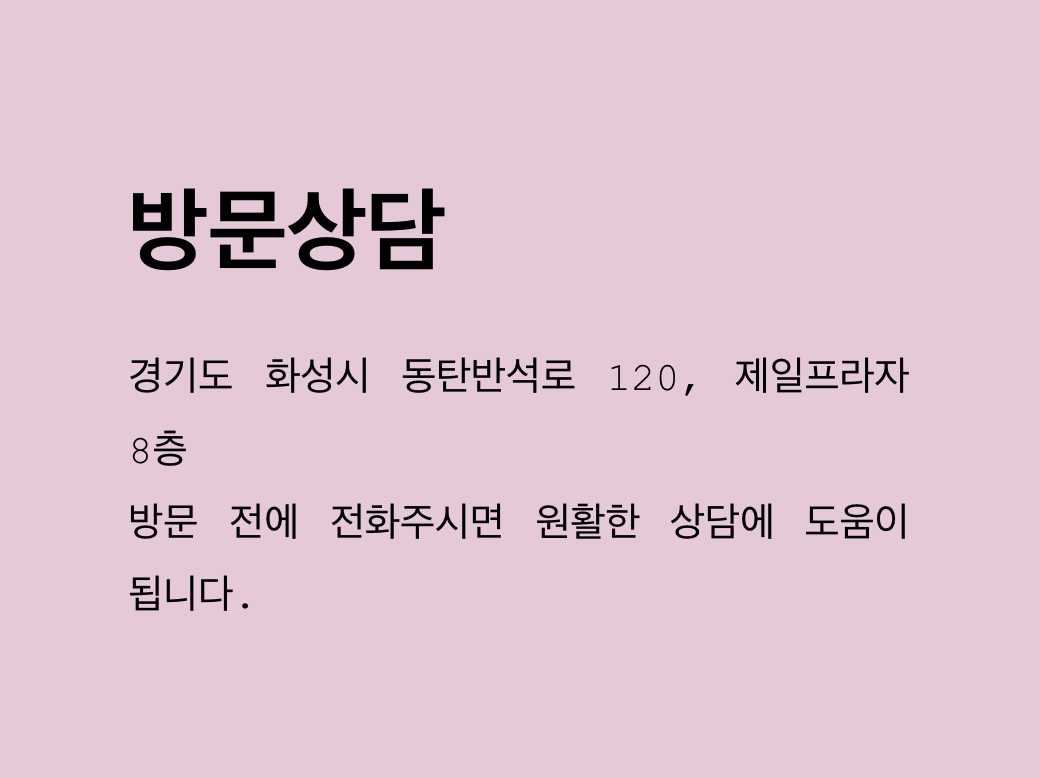 방문상담
경기도 화성시 동탄반석로 120, 제일프라자
8층
방문 전에 전화주시면 원활한 상담에 도움이
됩니다.